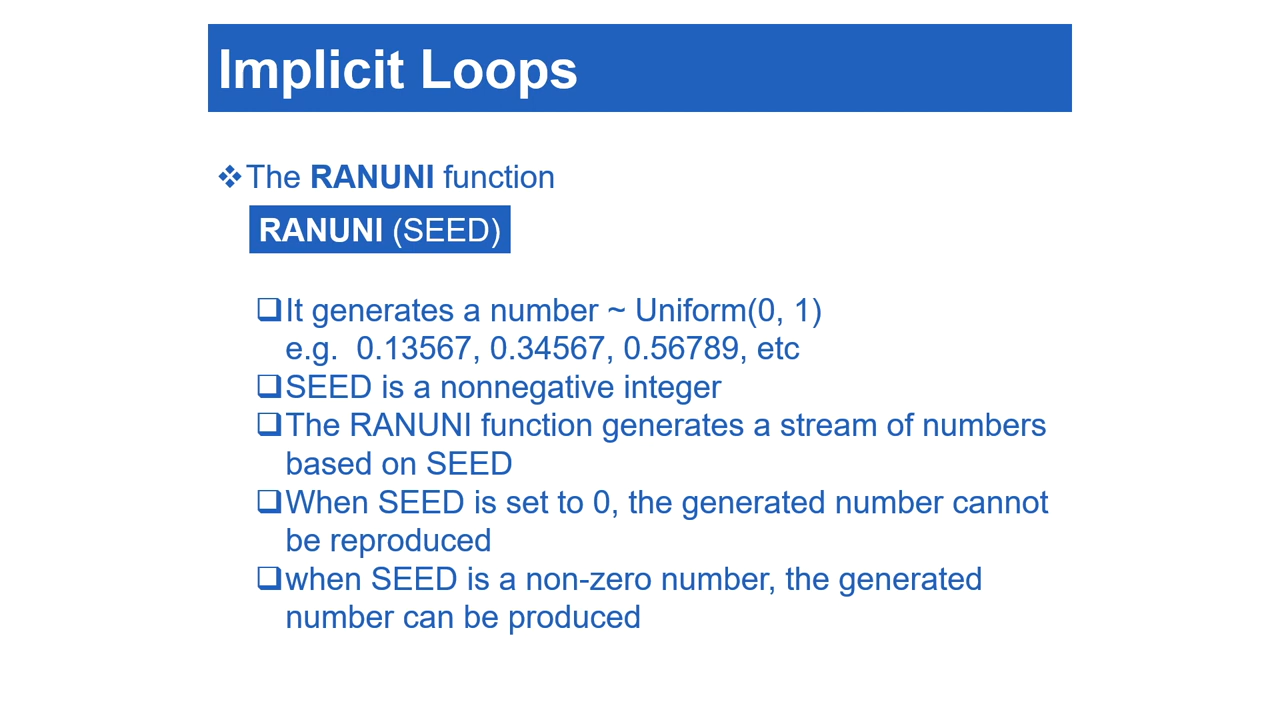 Implicit Loops
❖The RANUNI function
RANUNI (SEED)
❑It generates a number ~ Uniform(0, 1)
e.g. 0.13567, 0.34567, 0.56789, etc
❑SEED is a nonnegative integer
❑The RANUNI function generates a stream of numbers
based on SEED
❑When SEED is set to 0, the generated number cannot
be reproduced
❑when SEED is a non-zero number, the generated
number can be produced